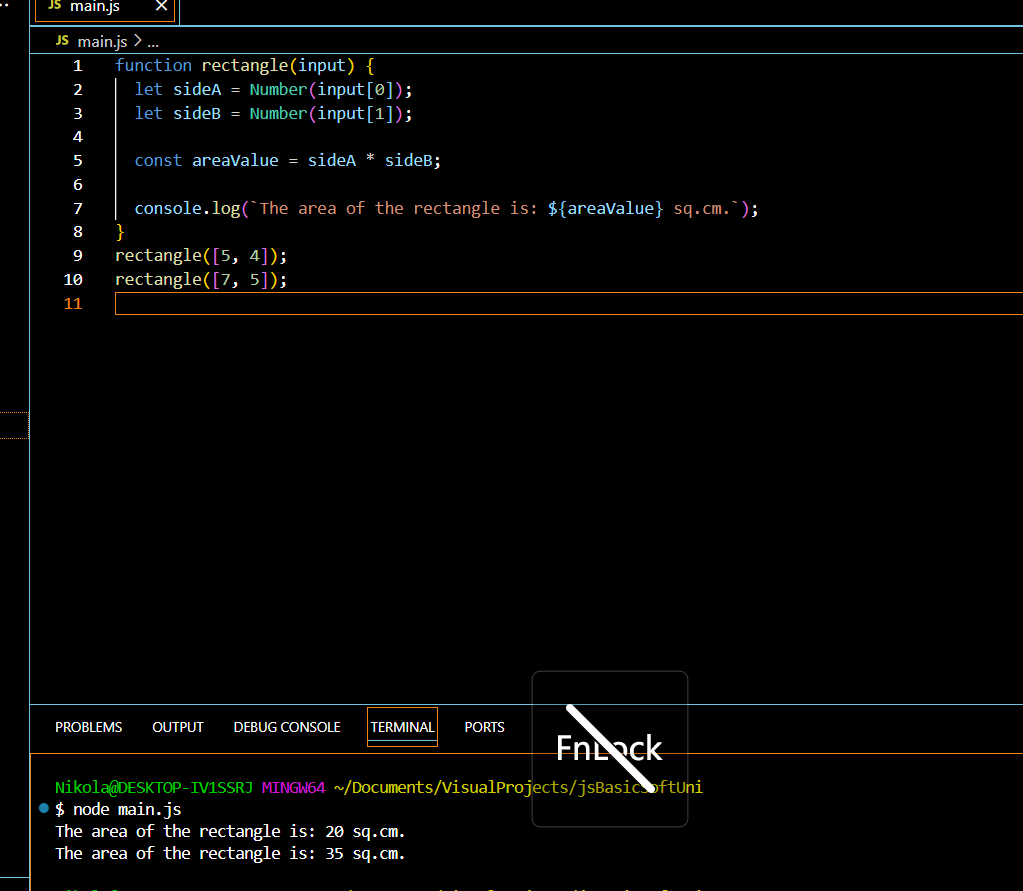 JS main.js ×
JS main.js > ...
1 function rectangle(input) {
2 let sideA = Number(input[0]);
3 let sideB = Number(input[1]);
4
5 const areaValue = sideA * sideB;
6
7 console.log(`The area of the rectangle is: ${areaValue} sq.cm.`);
8 }
9 rectangle([5, 4]);
10 rectangle([7, 5]);
11
PROBLEMS OUTPUT DEBUG CONSOLE TERMINAL PORTS
FnLock
Nikola@DESKTOP-IV1SSRJ MINGW64 ~/Documents/VisualProjects/jsBasicSoftUni
$ node main.js
The area of the rectangle is: 20 sq.cm.
The area of the rectangle is: 35 sq.cm.